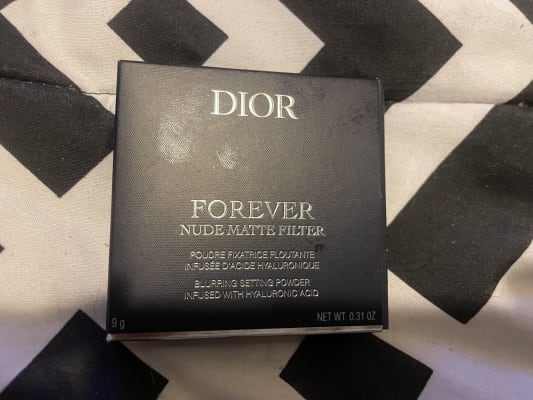 DIOR
FOREVER
NUDE MATTE FILTER
POUDRE FIXATRICE FLOUTANTE
INFUSÉE D'ACIDE HYALURONIQUE
BLURRING SETTING POWDER
INFUSED WITH HYALURONIC ACID
9 g
NET WT. 0.31 OZ